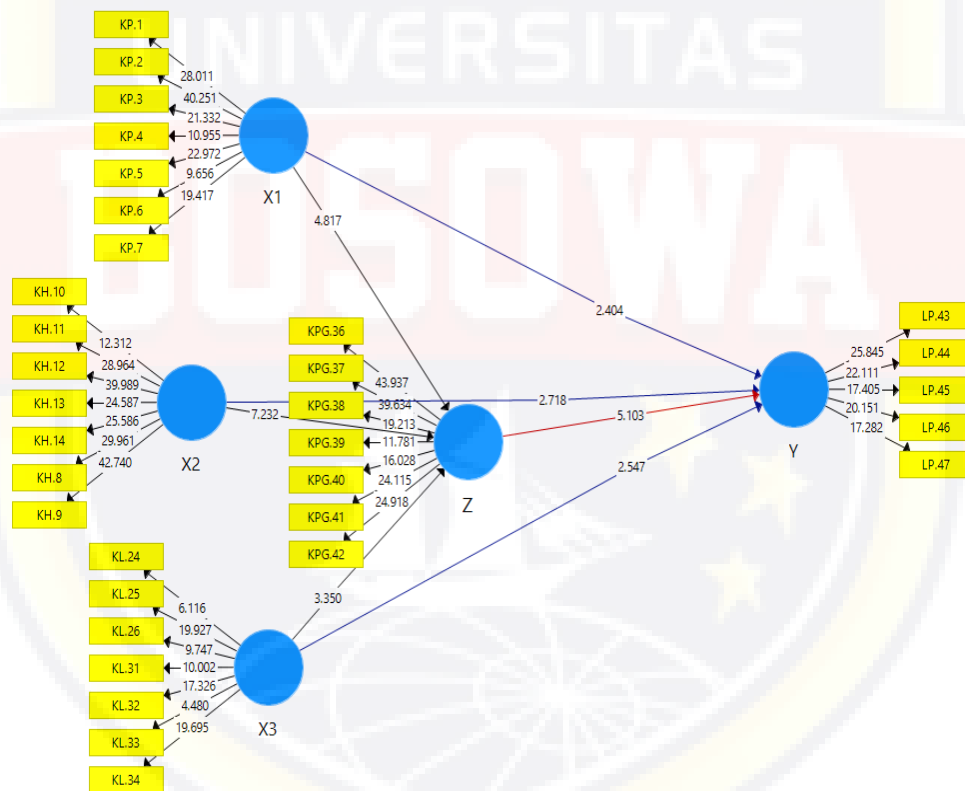 UNIVERSITAS
BOSOWA
KP.1
KP.2
KP.3
KP.4
KP.5
KP.6
KP.7
28.011
40.251
21.332
10.955
22.972
9.656
19.417
X1
4.817
2.404
KH.10
KH.11
KH.12
KH.13
KH.14
KH.8
KH.9
12.312
28.964
39.989
24.587
25.586
29.961
42.740
X2
7.232
2.718
KPG.36
KPG.37
KPG.38
KPG.39
KPG.40
KPG.41
KPG.42
43.937
39.634
19.213
11.781
16.028
24.115
24.918
Z
5.103
LP.43
LP.44
LP.45
LP.46
LP.47
25.845
22.111
17.405
20.151
17.282
Y
KL.24
KL.25
KL.26
KL.31
KL.32
KL.33
KL.34
6.116
19.927
9.747
10.002
17.326
4.480
19.695
X3
3.350
2.547